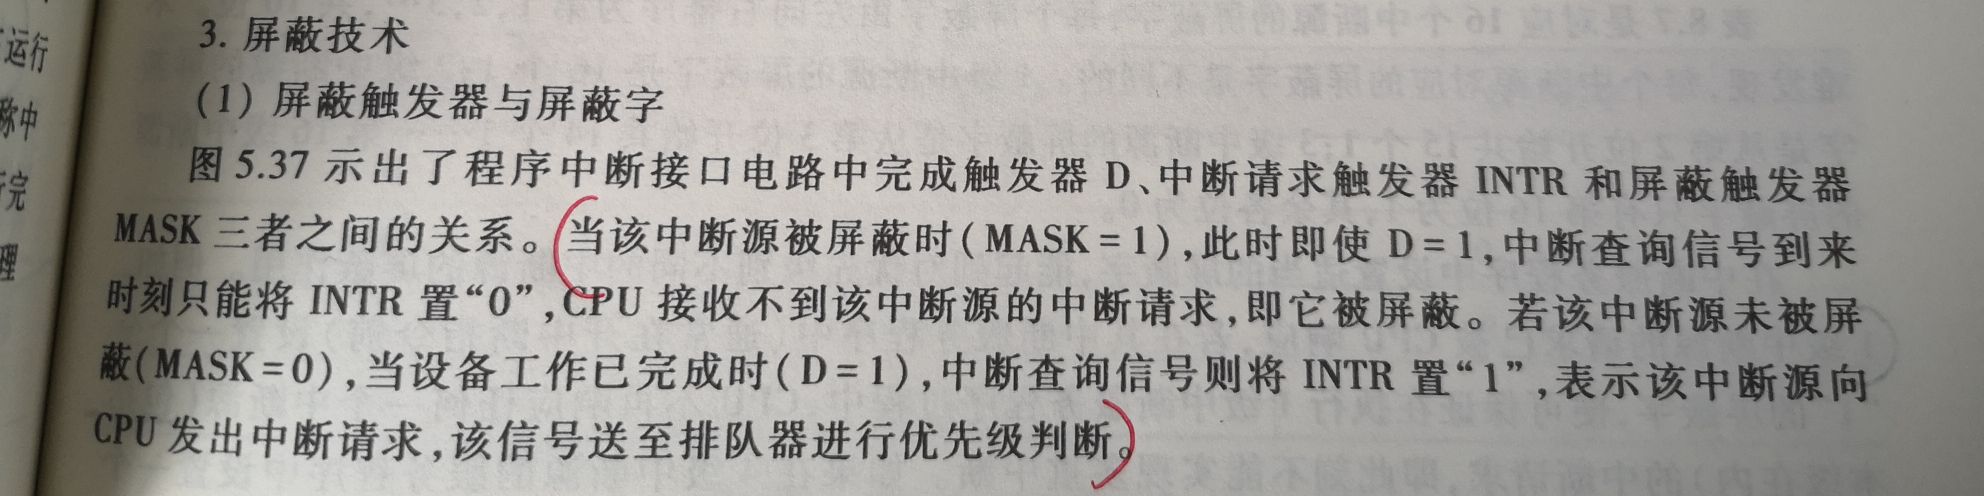 运行
称中
完
理
3. 屏蔽技术
(1) 屏蔽触发器与屏蔽字
图 5.37 示出了程序中断接口电路中完成触发器 D、中断请求触发器 INTR 和屏蔽触发器
MASK 三者之间的关系。当该中断源被屏蔽时(MASK=1),此时即使 D=1,中断查询信号到来
时刻只能将 INTR 置“0”,CPU 接收不到该中断源的中断请求,即它被屏蔽。若该中断源未被屏
蔽(MASK=0),当设备工作已完成时(D=1),中断查询信号则将 INTR 置“1”,表示该中断源向
CPU 发出中断请求,该信号送至排队器进行优先级判断。